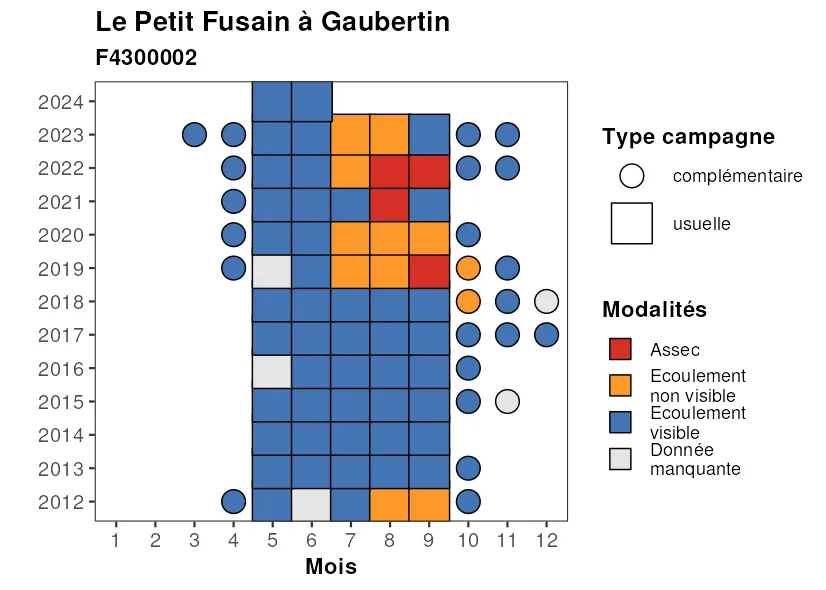 Le Petit Fusain à Gaubertin
F4300002
2024
2023
2022
2021
2020
2019
2018
2017
2016
2015
2014
2013
2012
1 2 3 4 5 6 7 8 9 10 11 12
Mois
Type campagne
complémentaire
usuelle
Modalités
Assec
Ecoulement
non visible
Ecoulement
visible
Donnée
manquante